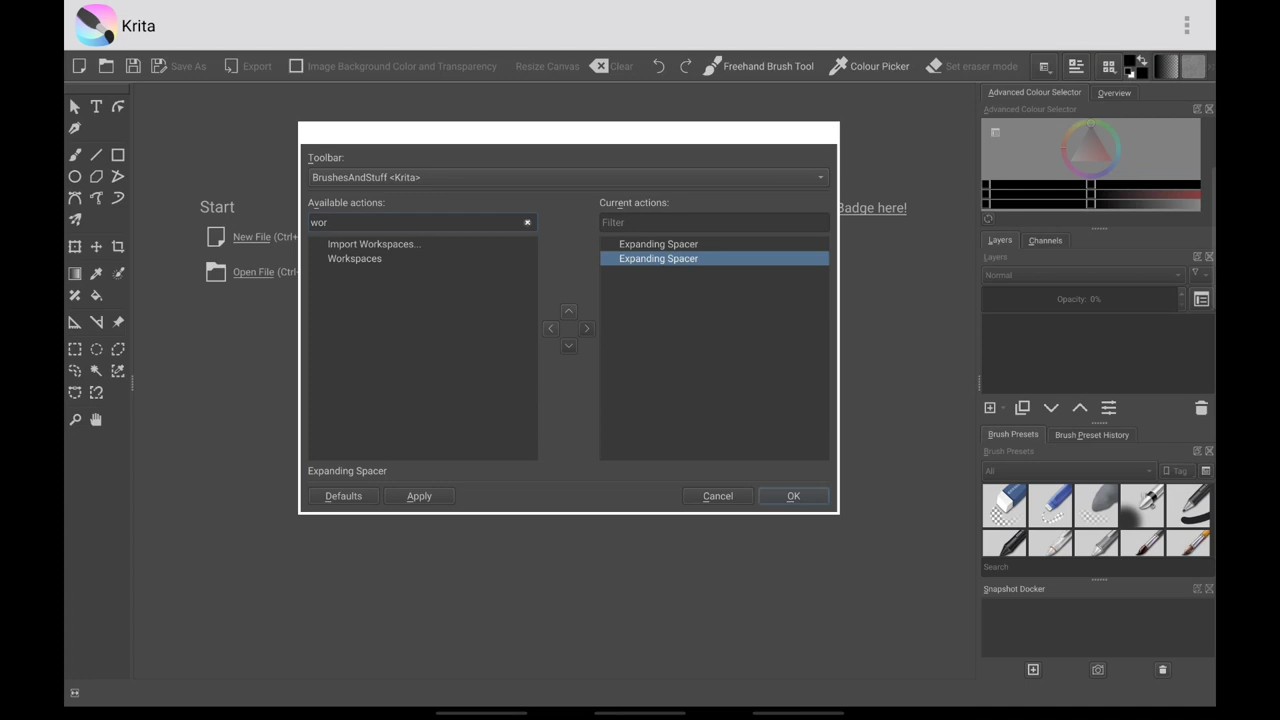 Krita
Save As
Export
Image Background Color and Transparency
Resize Canvas
Clear
Freehand Brush Tool
Colour Picker
Set eraser mode
Advanced Colour Selector
Overview
Advanced Colour Selector
Toolbar:
BrushesAndStuff <Krita>
Available actions:
Current actions:
wor
Filter
Import Workspaces...
Workspaces
Expanding Spacer
Expanding Spacer
Expanding Spacer
Defaults
Apply
Cancel
OK
Start
New File (Ctrl+
Open File (Ctrl+
Badge here!
Layers
Channels
Layers
Normal
Opacity: 0%
Brush Presets
Brush Preset History
Brush Presets
All
Tag
Search
Snapshot Docker